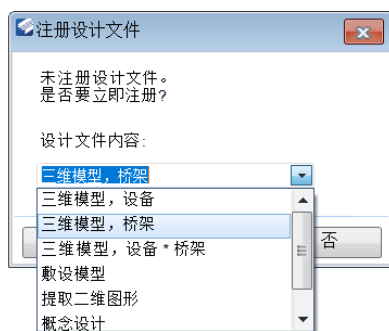 注册设计文件
未注册设计文件。
是否要立即注册?
设计文件内容:
三维模型，桥架
三维模型，设备
三维模型，桥架
三维模型，设备 * 桥架
敷设模型
提取二维图形
概念设计
否